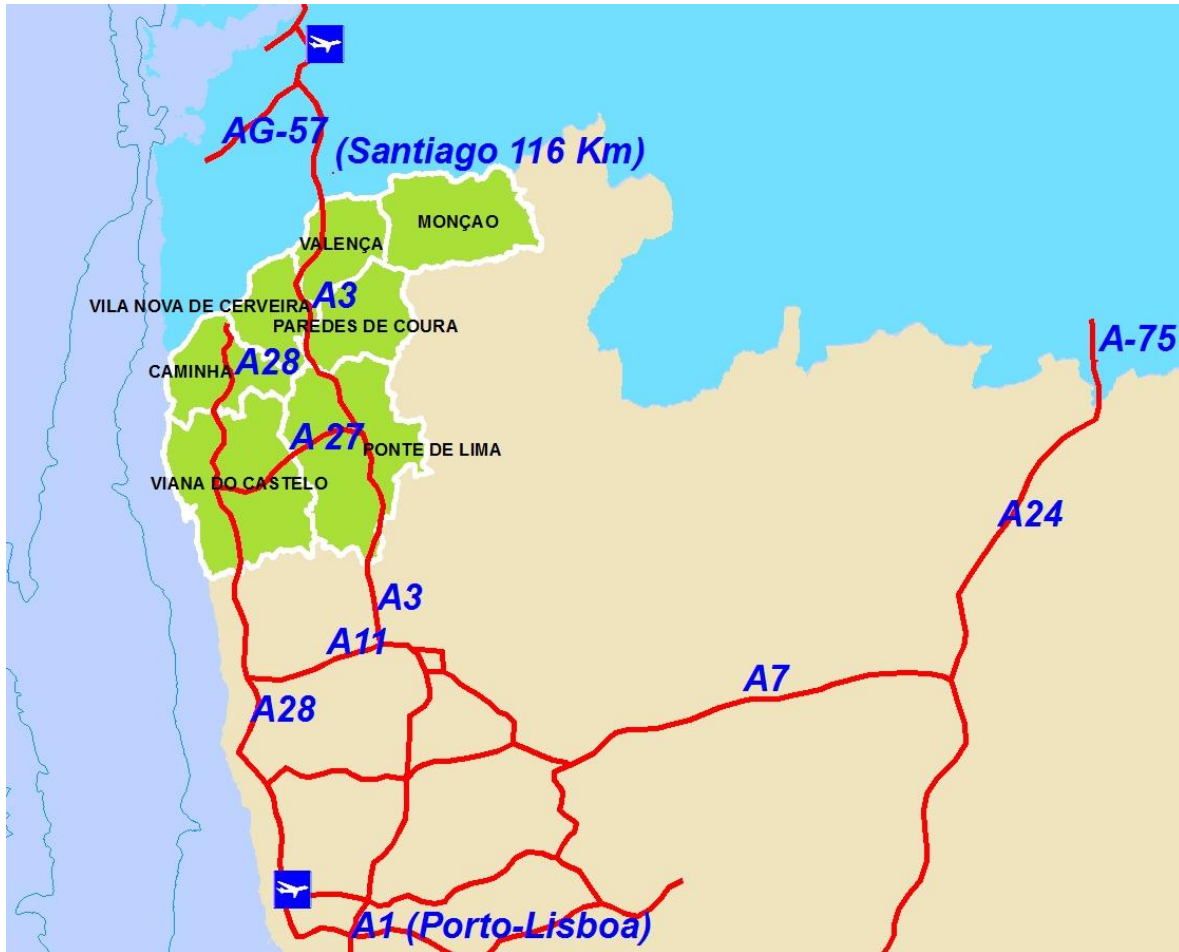 AG-57
(Santiago 116 Km)
MONÇAO
VALENÇA
A3
VILA NOVA DE CERVEIRA
PAREDES DE COURA
A-75
A28
CAMINHA
A 27
PONTE DE LIMA
VIANA DO CASTELO
A24
A3
A11
A7
A28
A1 (Porto-Lisboa)